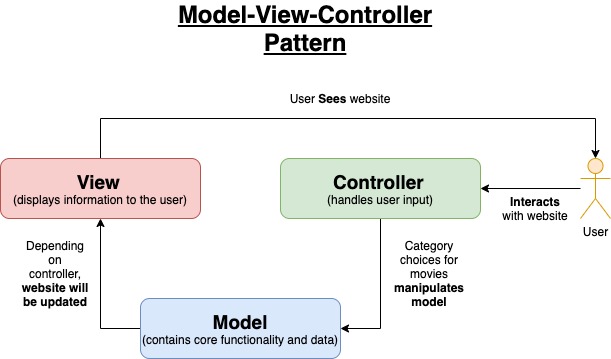 Model-View-Controller
Pattern
User Sees website
View
(displays information to the user)
Controller
(handles user input)
Interacts
with website
User
Depending
on
controller,
website will
be updated
Category
choices for
movies
manipulates
model
Model
(contains core functionality and data)